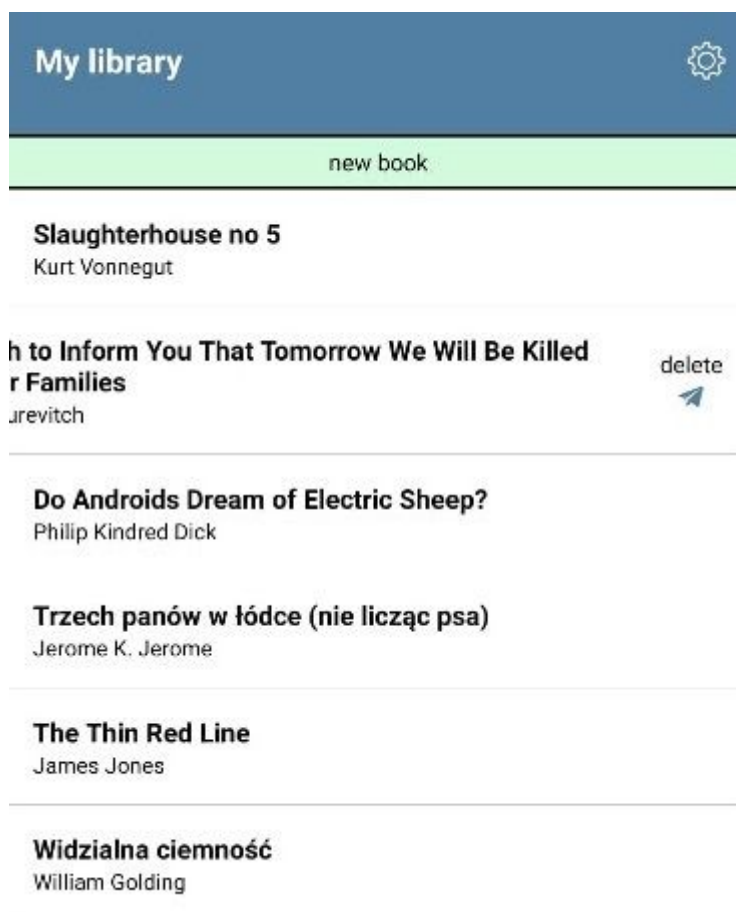 My library
new book
Slaughterhouse no 5
Kurt Vonnegut
h to Inform You That Tomorrow We Will Be Killed
r Families
urevitch
delete
Do Androids Dream of Electric Sheep?
Philip Kindred Dick
Trzech panów w łódce (nie licząc psa)
Jerome K. Jerome
The Thin Red Line
James Jones
Widzialna ciemność
William Golding